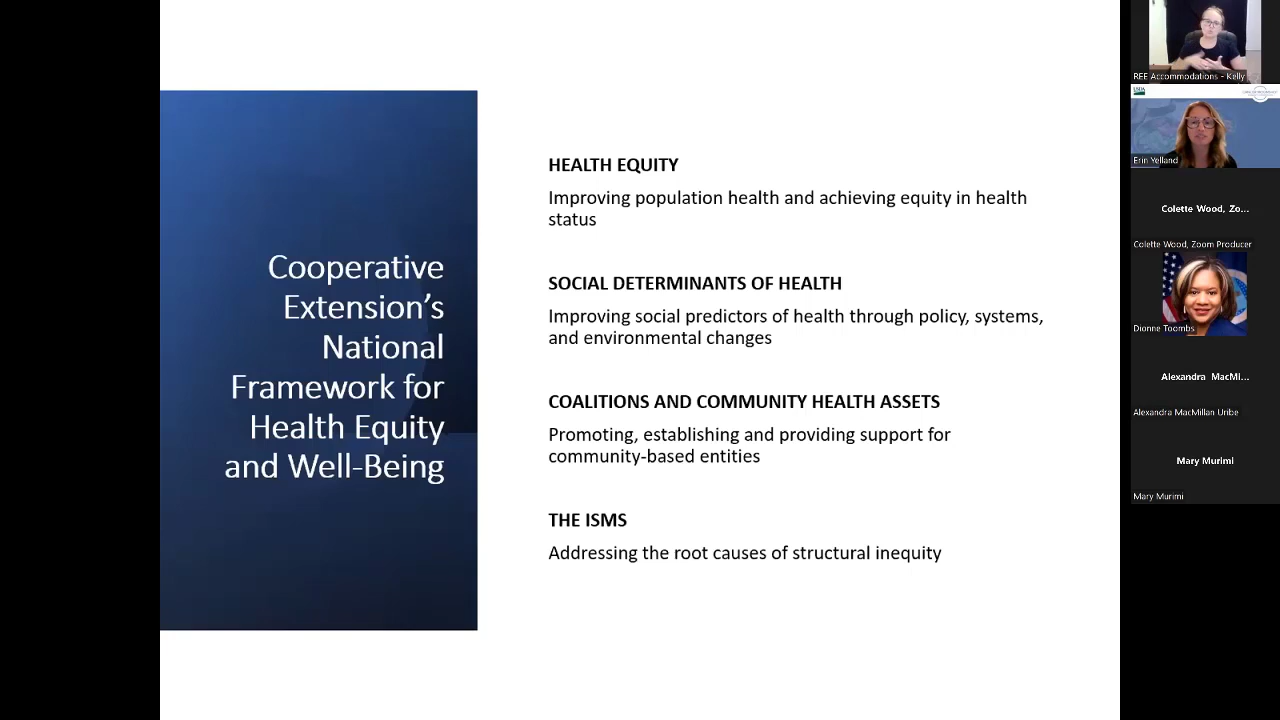 Cooperative
Extension's
National
Framework for
Health Equity
and Well-Being
HEALTH EQUITY
Improving population health and achieving equity in health
status
SOCIAL DETERMINANTS OF HEALTH
Improving social predictors of health through policy, systems,
and environmental changes
COALITIONS AND COMMUNITY HEALTH ASSETS
Promoting, establishing and providing support for
community-based entities
THE ISMS
Addressing the root causes of structural inequity
REE Accommodations - Kelly
USDA
Erin Yelland
Colette Wood, Zo...
Colette Wood, Zoom Producer
Dionne Toombs
Alexandra MacMi...
Alexandra MacMillan Uribe
Mary Murimi
Mary Murimi